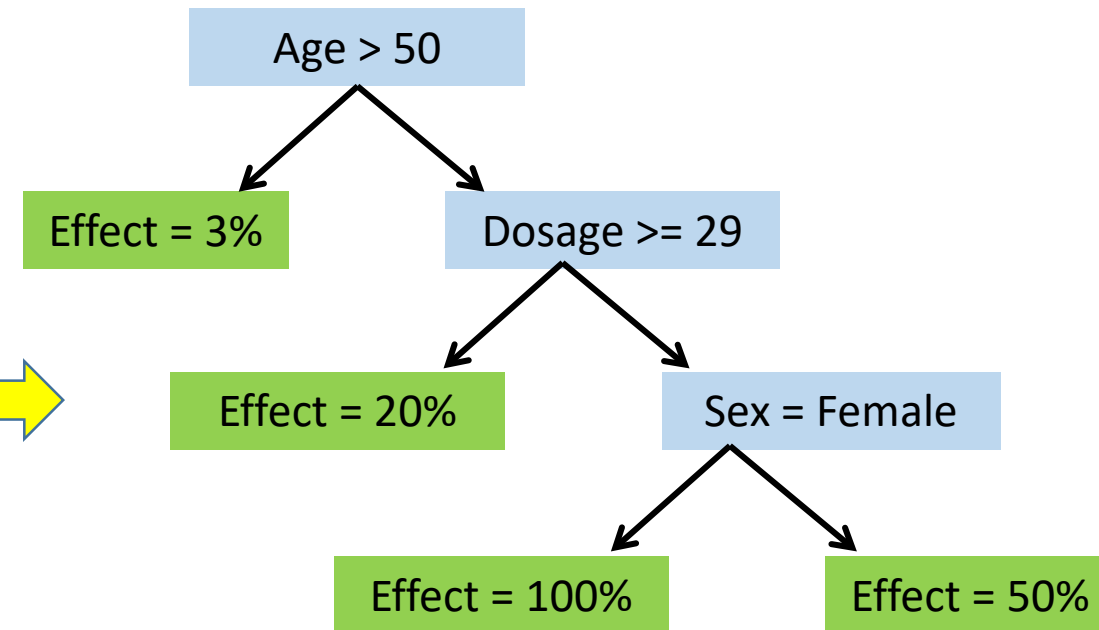 Age > 50
Effect = 3%
Dosage >= 29
Effect = 20%
Sex = Female
Effect = 100%
Effect = 50%